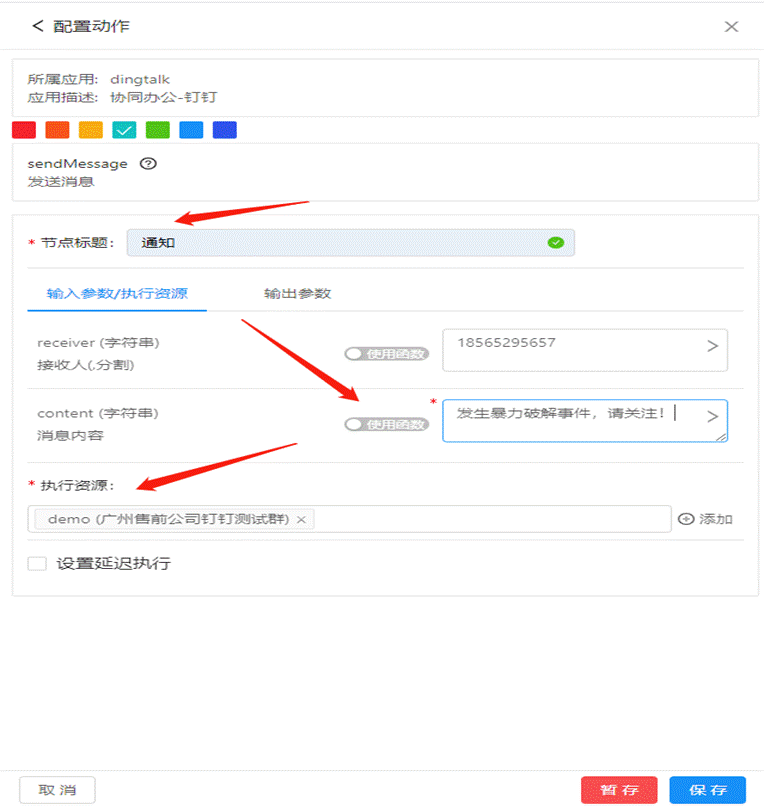 < 配置动作
所属应用: dingtalk
应用描述: 协同办公-钉钉
sendMessage
发送消息
* 节点标题: 通知
输入参数/执行资源 输出参数
receiver (字符串) 使用函数 18565295657 >
接收人(,分割)
content (字符串) 使用函数 * 发生暴力破解事件，请关注！ >
消息内容
* 执行资源:
demo (广州售前公司钉钉测试群) × 添加
设置延迟执行
取消 暂存 保存